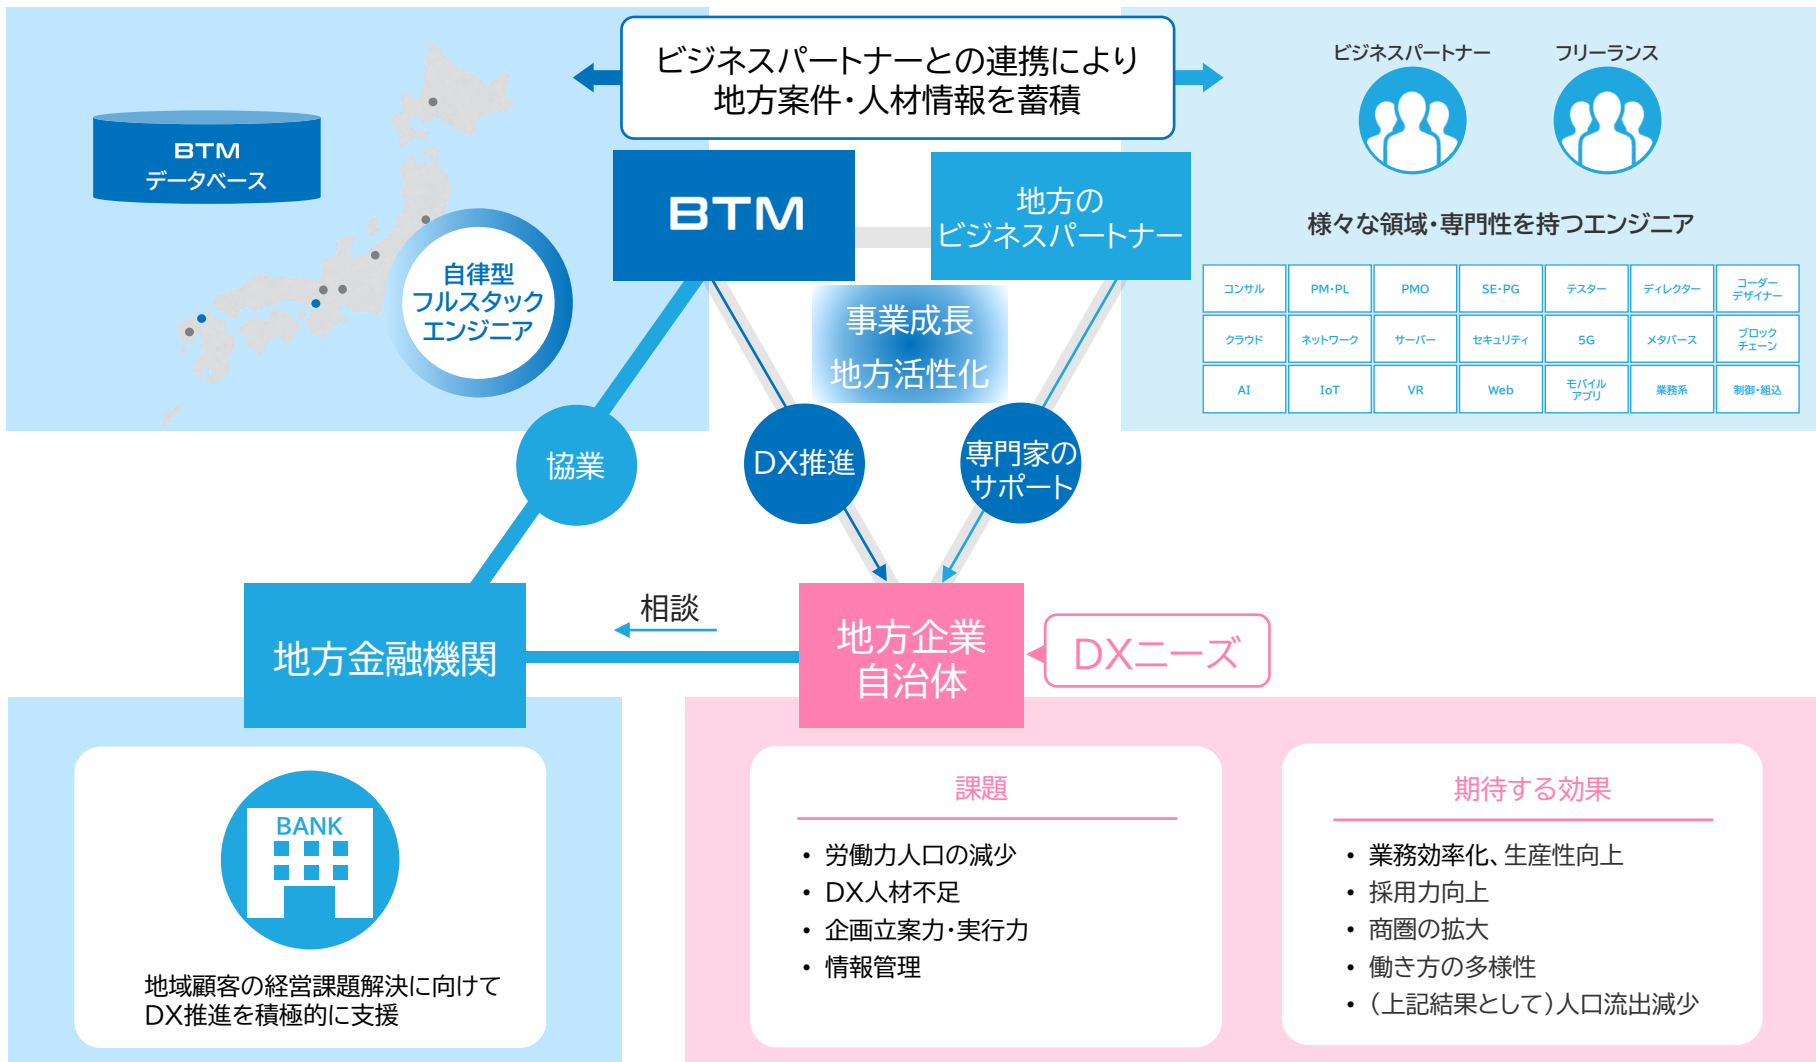 ビジネスパートナーとの連携により
地方案件・人材情報を蓄積
BTM
データベース
自律型
フルスタック
エンジニア
BTM
地方の
ビジネスパートナー
ビジネスパートナー
フリーランス
様々な領域・専門性を持つエンジニア
コンサル
PM・PL
PMO
SE・PG
テスター
ディレクター
コーダー
デザイナー
クラウド
ネットワーク
サーバー
セキュリティ
5G
メタバース
ブロック
チェーン
AI
IoT
VR
Web
モバイル
アプリ
業務系
制御・組込
事業成長
地方活性化
協業
DX推進
専門家の
サポート
相談
地方金融機関
地方企業
自治体
DXニーズ
BANK
地域顧客の経営課題解決に向けて
DX推進を積極的に支援
課題
・ 労働力人口の減少
・ DX人材不足
・ 企画立案力・実行力
・ 情報管理
期待する効果
・ 業務効率化、生産性向上
・ 採用力向上
・ 商圏の拡大
・ 働き方の多様性
・ （上記結果として）人口流出減少